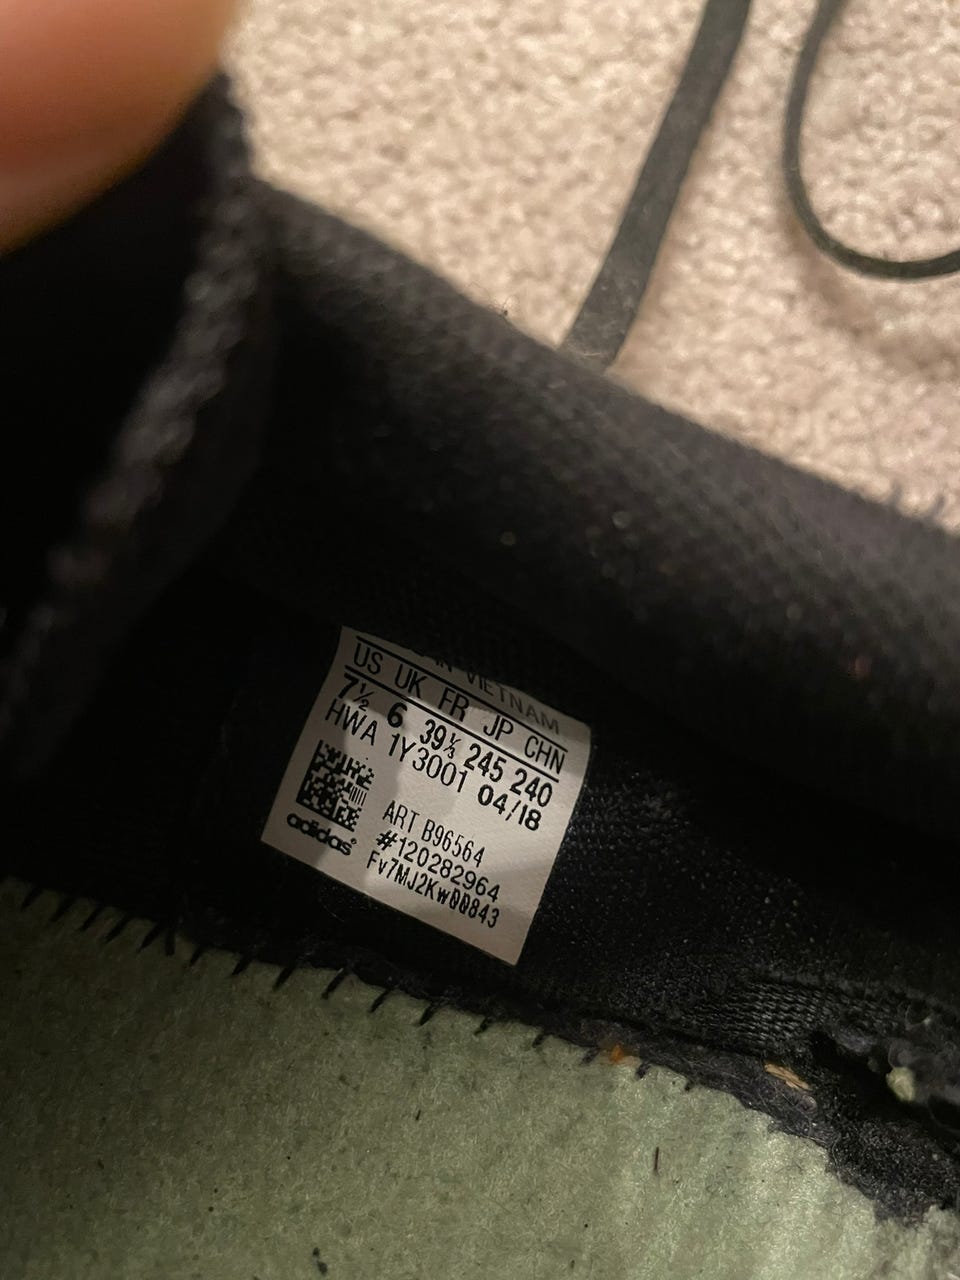 VIETNAM
US UK FR JP CHN
7½ 6 39⅓ 245 240
HWA 1Y3001 04/18
ART B96564
#120282964
adidas
Fv7MJ2Kw00843